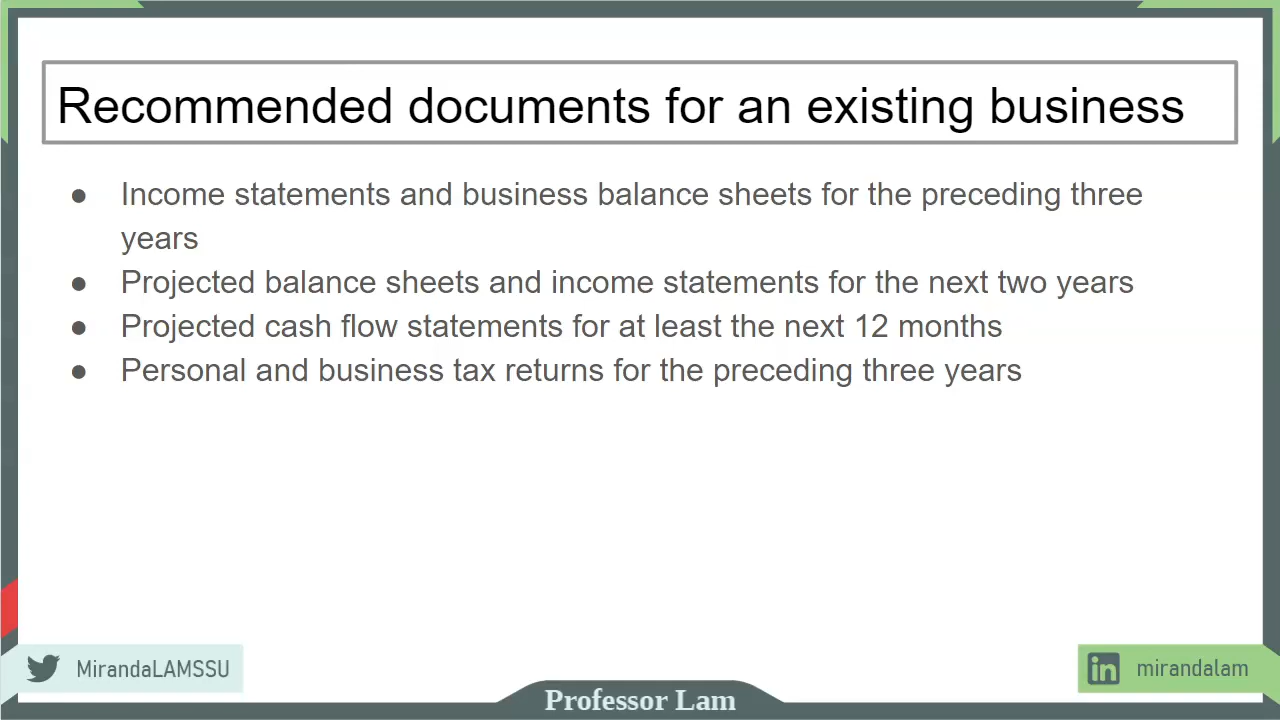 Recommended documents for an existing business
● Income statements and business balance sheets for the preceding three
years
● Projected balance sheets and income statements for the next two years
● Projected cash flow statements for at least the next 12 months
● Personal and business tax returns for the preceding three years
MirandaLAMSSU
in mirandalam
Professor Lam